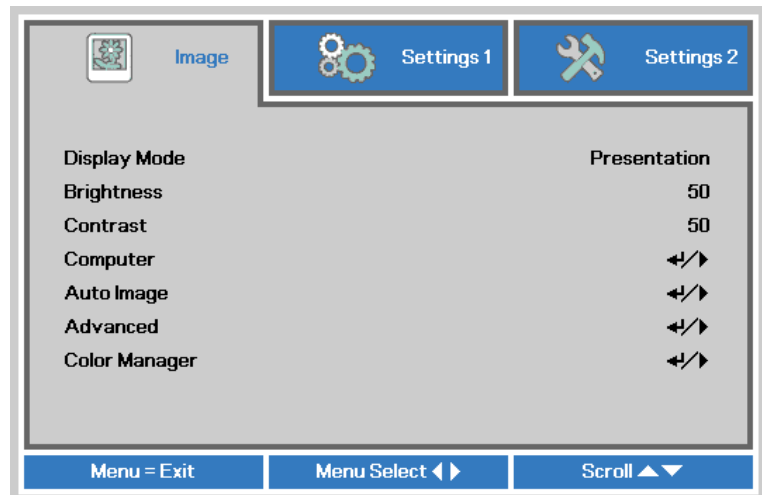 Image Settings 1 Settings 2
Display Mode Presentation
Brightness 50
Contrast 50
Computer ↵/▶
Auto Image ↵/▶
Advanced ↵/▶
Color Manager ↵/▶
Menu = Exit Menu Select ◀▶ Scroll ▲▼